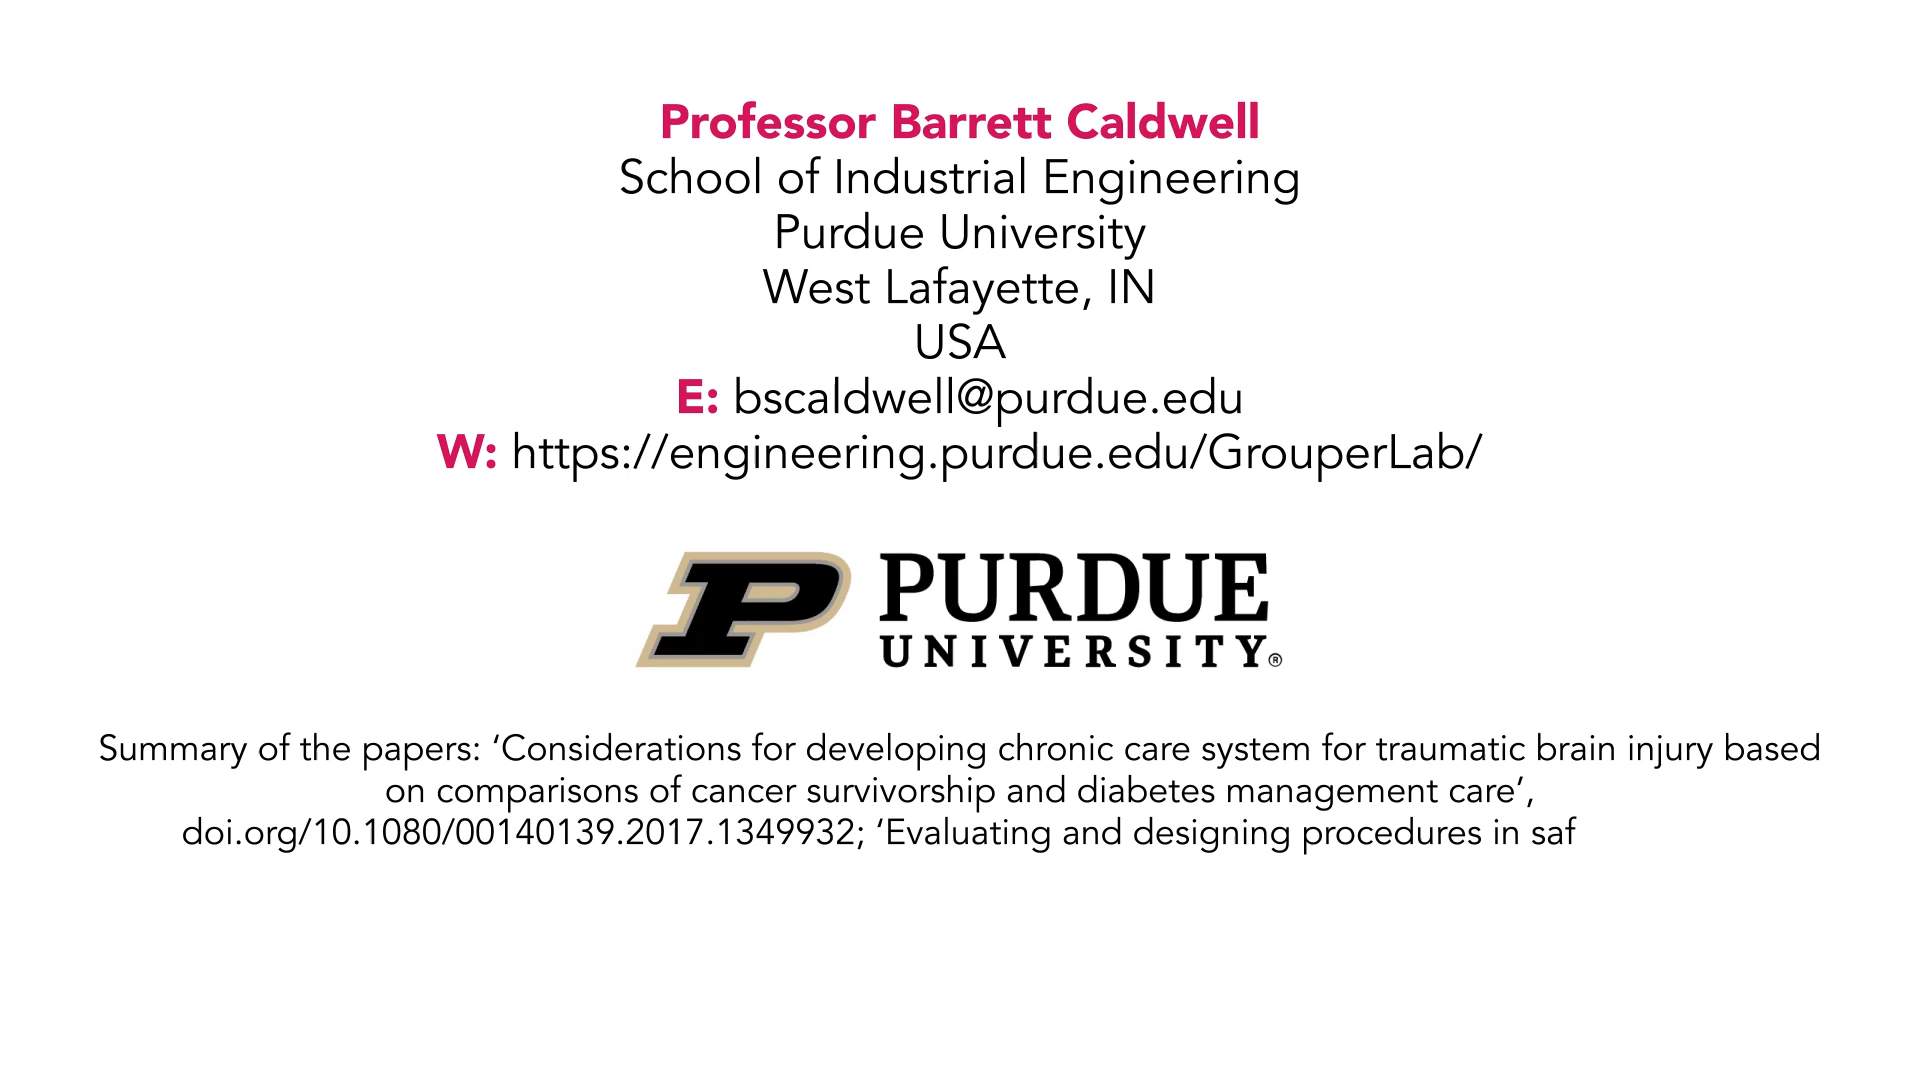 Professor Barrett Caldwell
School of Industrial Engineering
Purdue University
West Lafayette, IN
USA
E: bscaldwell@purdue.edu
W: https://engineering.purdue.edu/GrouperLab/
P PURDUE
UNIVERSITY®
Summary of the papers: ‘Considerations for developing chronic care system for traumatic brain injury based
on comparisons of cancer survivorship and diabetes management care’,
doi.org/10.1080/00140139.2017.1349932; ‘Evaluating and designing procedures in saf